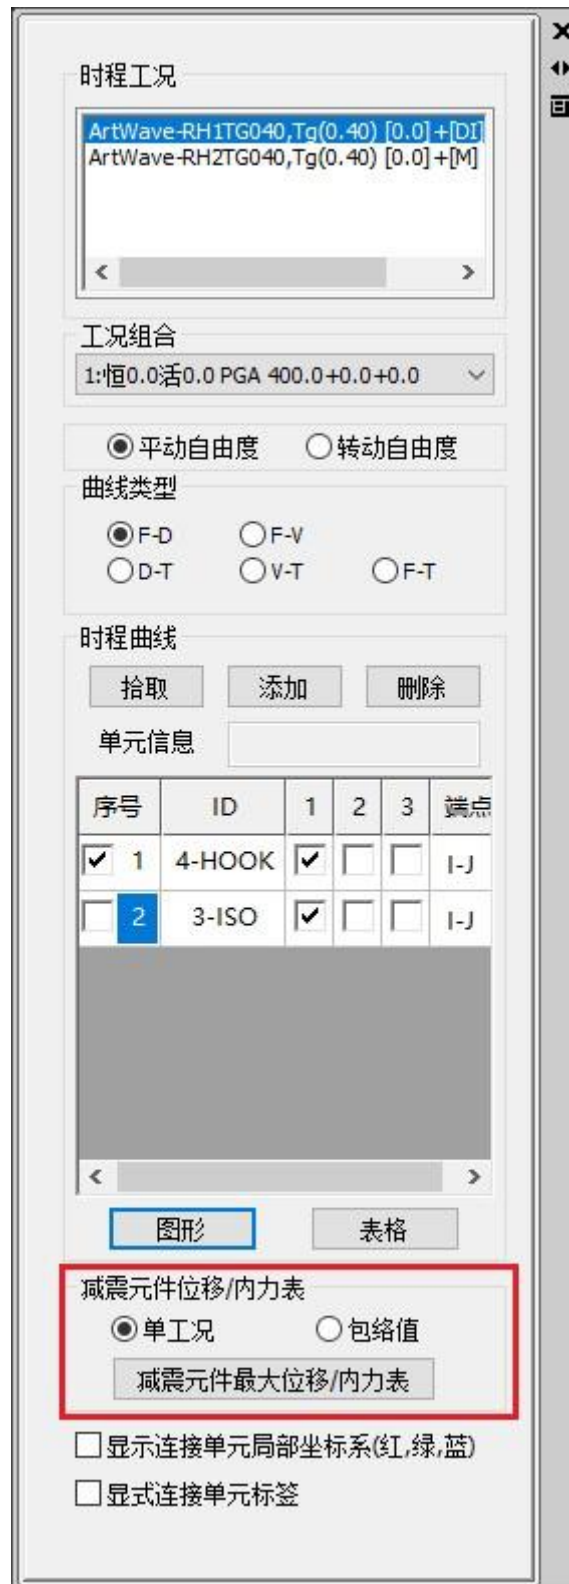 时程工况
ArtWave-RH1TG040,Tg(0.40) [0.0]+[DI]
ArtWave-RH2TG040,Tg(0.40) [0.0]+[M]
工况组合
1:恒0.0活0.0 PGA 400.0+0.0+0.0
平动自由度 转动自由度
曲线类型
F-D F-V
D-T V-T F-T
时程曲线
拾取 添加 删除
单元信息
序号 ID 1 2 3 端点
1 4-HOOK I-J
2 3-ISO I-J
图形 表格
减震元件位移/内力表
单工况 包络值
减震元件最大位移/内力表
显示连接单元局部坐标系(红,绿,蓝)
显式连接单元标签